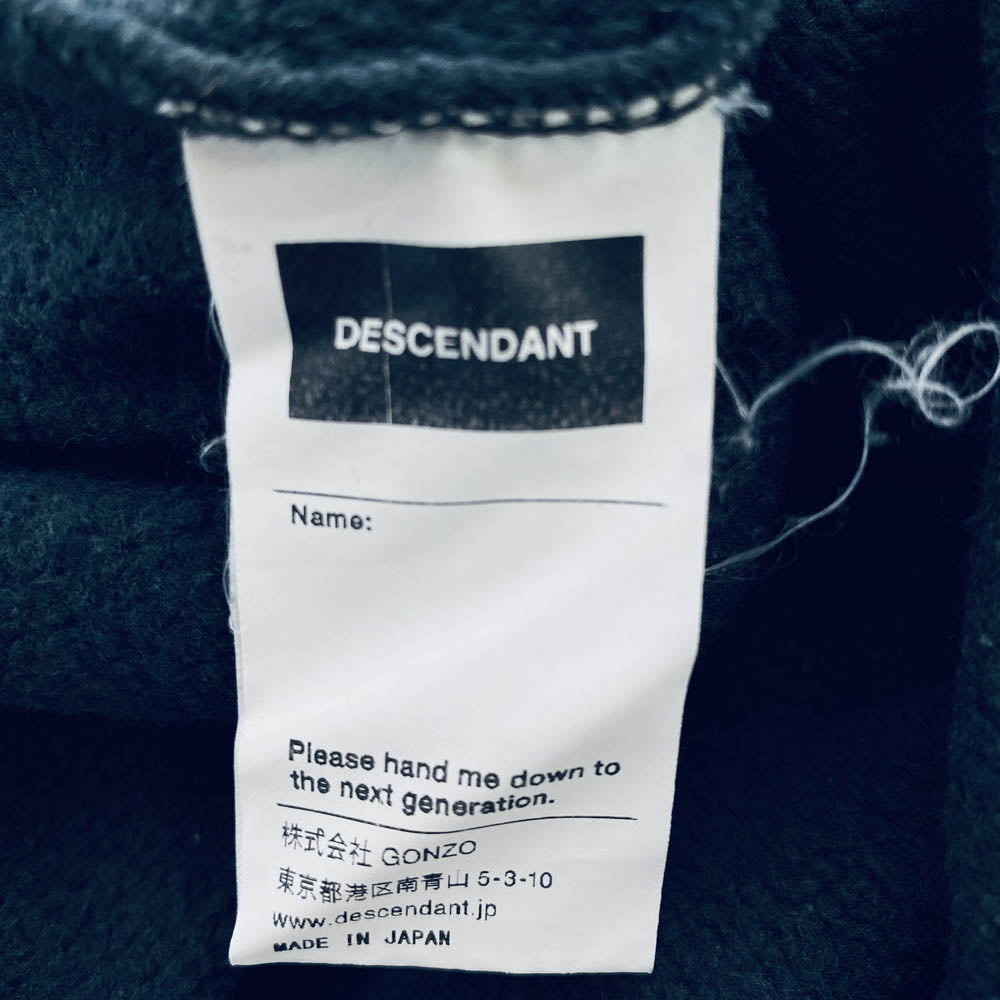 DESCENDANT
Name:
Please hand me down to
the next generation.
株式会社 GONZO
東京都港区南青山 5-3-10
www.descendant.jp
MADE IN JAPAN